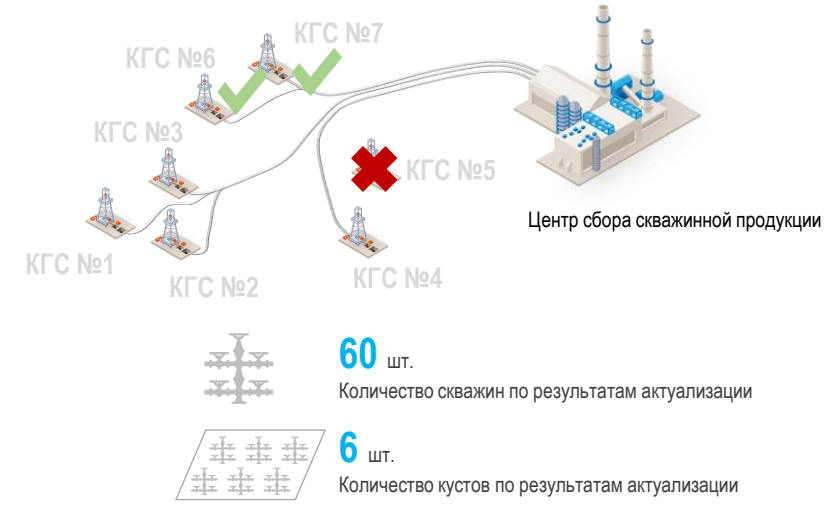 КГС №7
КГС №6
КГС №3
КГС №5
Центр сбора скважинной продукции
КГС №1
КГС №2
КГС №4
60 шт.
Количество скважин по результатам актуализации
6 шт.
Количество кустов по результатам актуализации